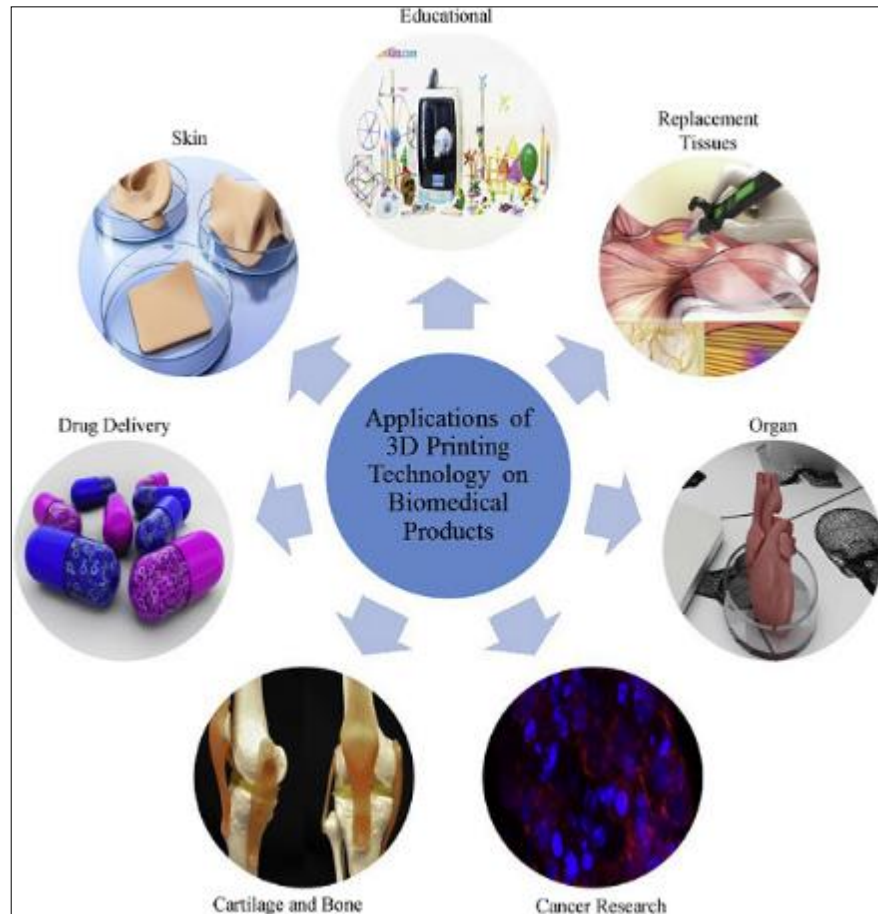 Educational
Skin
Replacement
Tissues
Applications of
3D Printing
Technology on
Biomedical
Products
Drug Delivery
Organ
Cartilage and Bone
Cancer Research